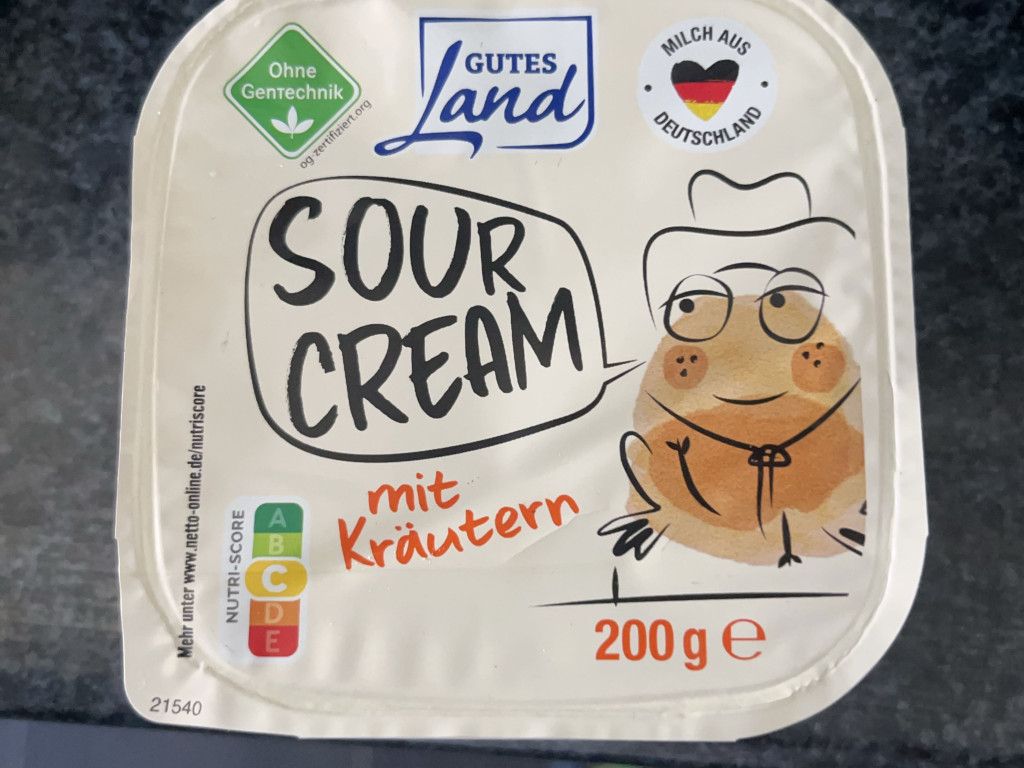 Ohne
GenTechnik
og-zertifiziert.org
GUTES
Land
MILCH AUS
DEUTSCHLAND
SOUR
CREAM
mit
Kräutern
Mehr unter www.netto-online.de/nutriscore
NUTRI-SCORE
A
B
C
D
E
200 g ℮
21540